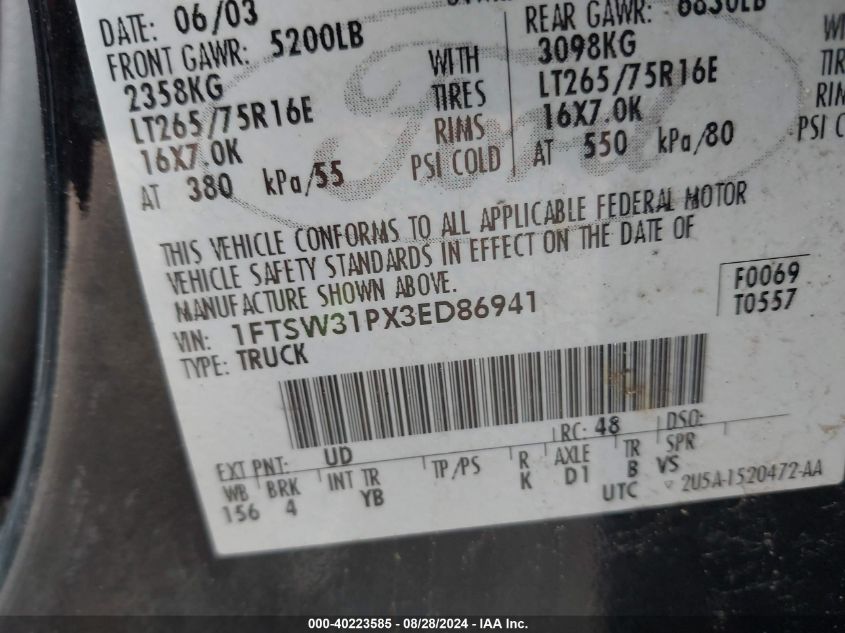 DATE: 06/03
FRONT GAWR: 5200LB
2358KG
LT265/75R16E
16X7.0K
AT 380 kPa/55
WITH
TIRES
RIMS
PSI COLD
REAR GAWR: 6830LB
3098KG
LT265/75R16E
16X7.0K
AT 550 kPa/80
PSI C
Ford
THIS VEHICLE CONFORMS TO ALL APPLICABLE FEDERAL MOTOR
VEHICLE SAFETY STANDARDS IN EFFECT ON THE DATE OF
MANUFACTURE SHOWN ABOVE.
F0069
T0557
VIN: 1FTSW31PX3ED86941
TYPE: TRUCK
EXT PNT: UD RC: 48 DSO:
WB BRK INT TR TP/PS R AXLE TR SPR
156 4 YB K D1 B VS
UTC 2U5A-1520472-AA
000-40223585 - 08/28/2024 - IAA Inc.